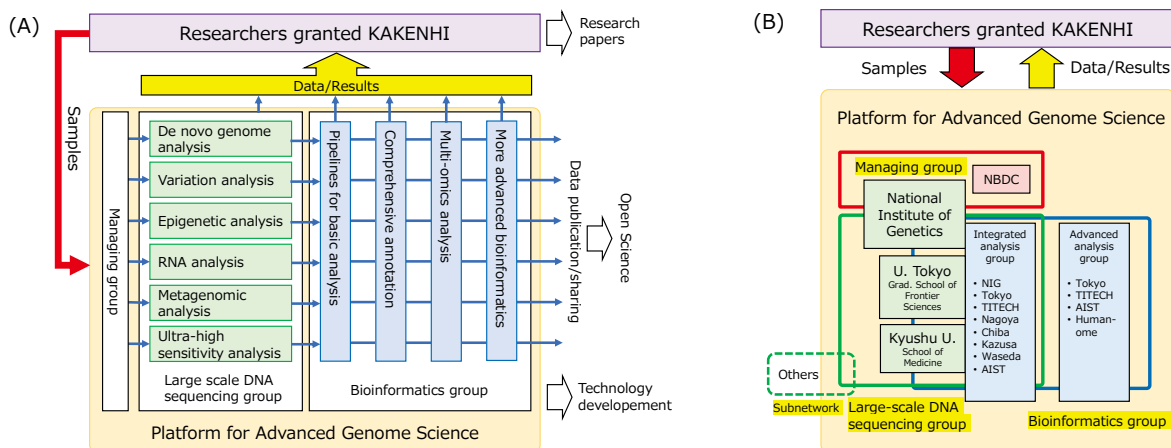 (A)
Researchers granted KAKENHI
Research
papers
Data/Results
Samples
Managing group
De novo genome
analysis
Variation analysis
Epigenetic analysis
RNA analysis
Metagenomic
analysis
Ultra-high
sensitivity analysis
Large scale DNA
sequencing group
Pipelines for basic analysis
Comprehensive annotation
Multi-omics analysis
More advanced bioinformatics
Bioinformatics group
Data publication/
sharing
Open Science
Technology
developement
Platform for Advanced Genome Science
(B)
Researchers granted KAKENHI
Samples
Data/Results
Platform for Advanced Genome Science
Managing group
NBDC
National
Institute of
Genetics
U. Tokyo
Grad. School of
Frontier
Sciences
Kyushu U.
School of
Medicine
Integrated
analysis
group
• NIG
• Tokyo
• TITECH
• Nagoya
• Chiba
• Kazusa
• Waseda
• AIST
Advanced
analysis
group
• Tokyo
• TITECH
• AIST
• Human-
ome
Others
Subnetwork
Large-scale DNA
sequencing group
Bioinformatics group